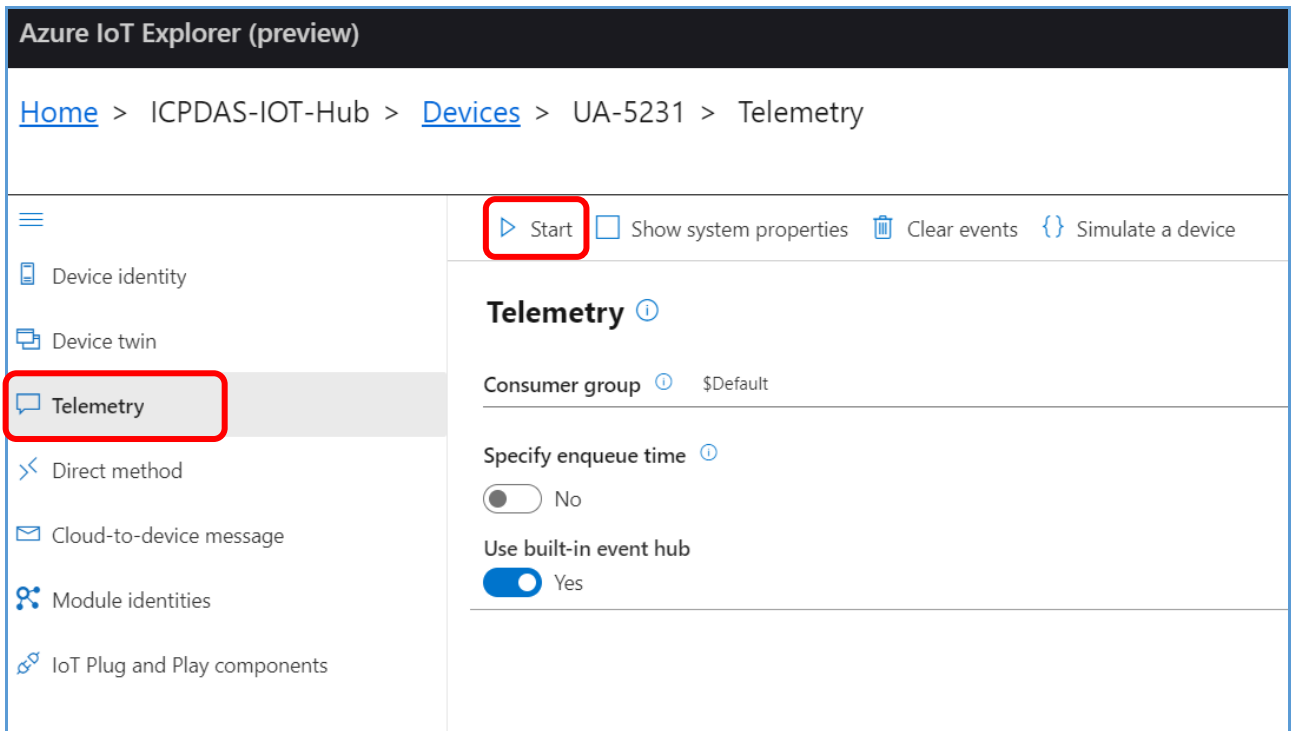 Azure IoT Explorer (preview)
Home > ICPDAS-IOT-Hub > Devices > UA-5231 > Telemetry
Device identity
Device twin
Telemetry
Direct method
Cloud-to-device message
Module identities
IoT Plug and Play components
Start Show system properties Clear events {} Simulate a device
Telemetry
Consumer group $Default
Specify enqueue time
No
Use built-in event hub
Yes